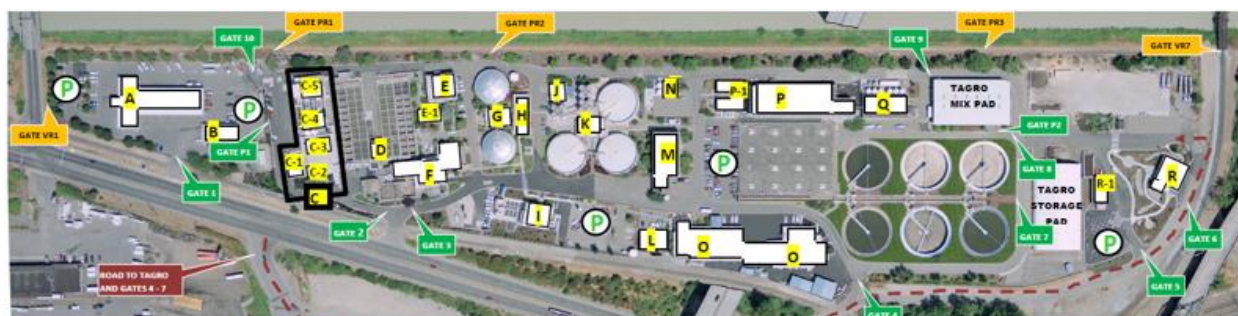 GATE PR1
GATE PR2
GATE PR3
GATE 10
GATE 9
GATE VR7
P
A
P
B
C-5
C-4
C-3
C-1
C-2
C
D
E
E-1
F
G
H
J
K
N
P-1
P
Q
TAGRO
MIX PAD
M
P
GATE VR1
GATE P1
GATE 1
GATE P2
GATE 8
R
R-1
TAGRO
STORAGE
PAD
I
P
L
O
O
GATE 2
GATE 3
GATE 7
P
GATE 6
GATE 5
ROAD TO TAGRO
AND GATES 4 - 7